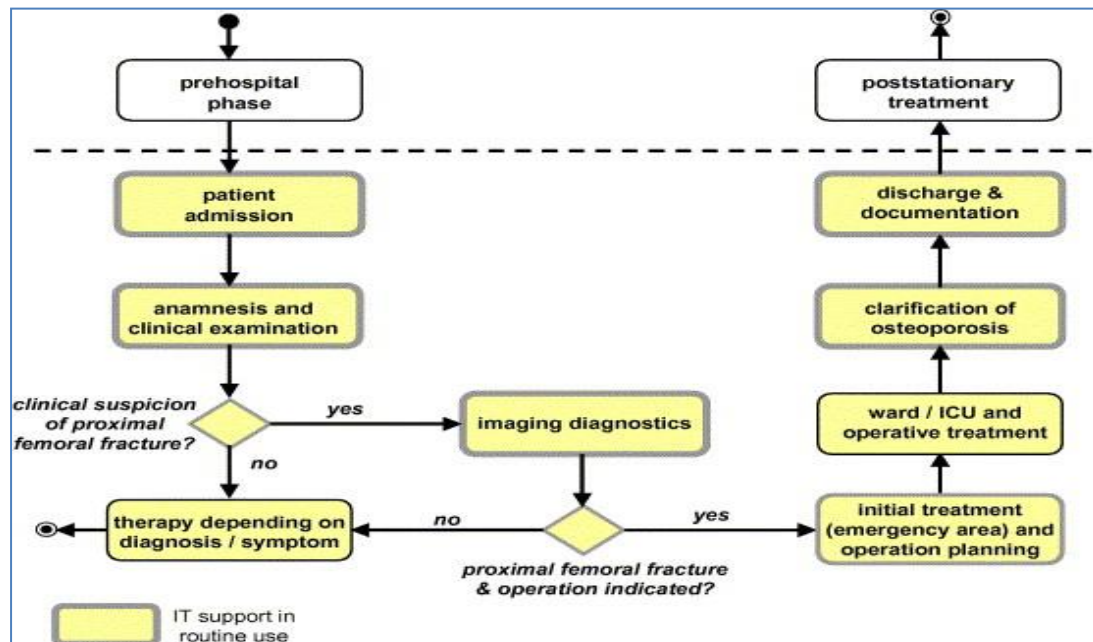 prehospital
phase
poststationary
treatment
patient
admission
discharge &
documentation
anamnesis and
clinical examination
clarification of
osteoporosis
clinical suspicion
of proximal
femoral fracture?
yes
imaging diagnostics
ward / ICU and
operative treatment
no
therapy depending on
diagnosis / symptom
no
yes
initial treatment
(emergency area) and
operation planning
proximal femoral fracture
& operation indicated?
IT support in
routine use